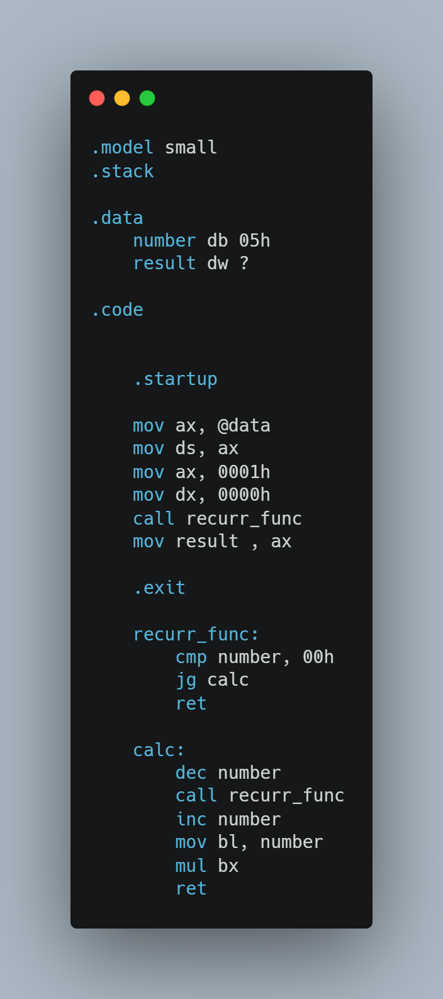 .model small
.stack

.data
    number db 05h
    result dw ?

.code


    .startup

    mov ax, @data
    mov ds, ax
    mov ax, 0001h
    mov dx, 0000h
    call recurr_func
    mov result , ax

    .exit

    recurr_func:
        cmp number, 00h
        jg calc
        ret

    calc:
        dec number
        call recurr_func
        inc number
        mov bl, number
        mul bx
        ret